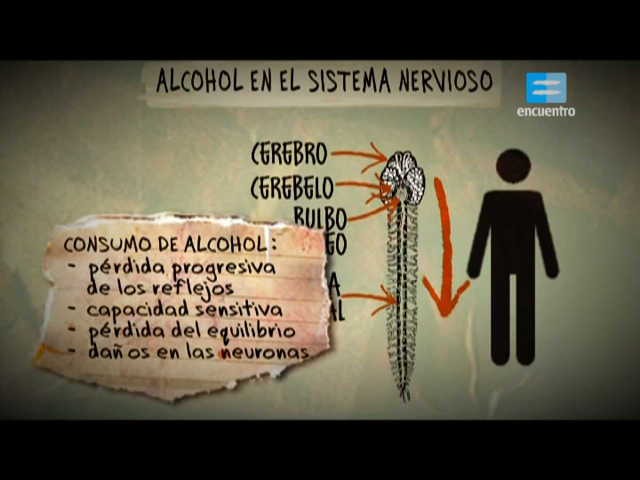 ALCOHOL EN EL SISTEMA NERVIOSO
encuentro
CEREBRO
CEREBELO
BULBO
CONSUMO DE ALCOHOL:
- pérdida progresiva
de los reflejos
- capacidad sensitiva
- pérdida del equilibrio
- daños en las neuronas